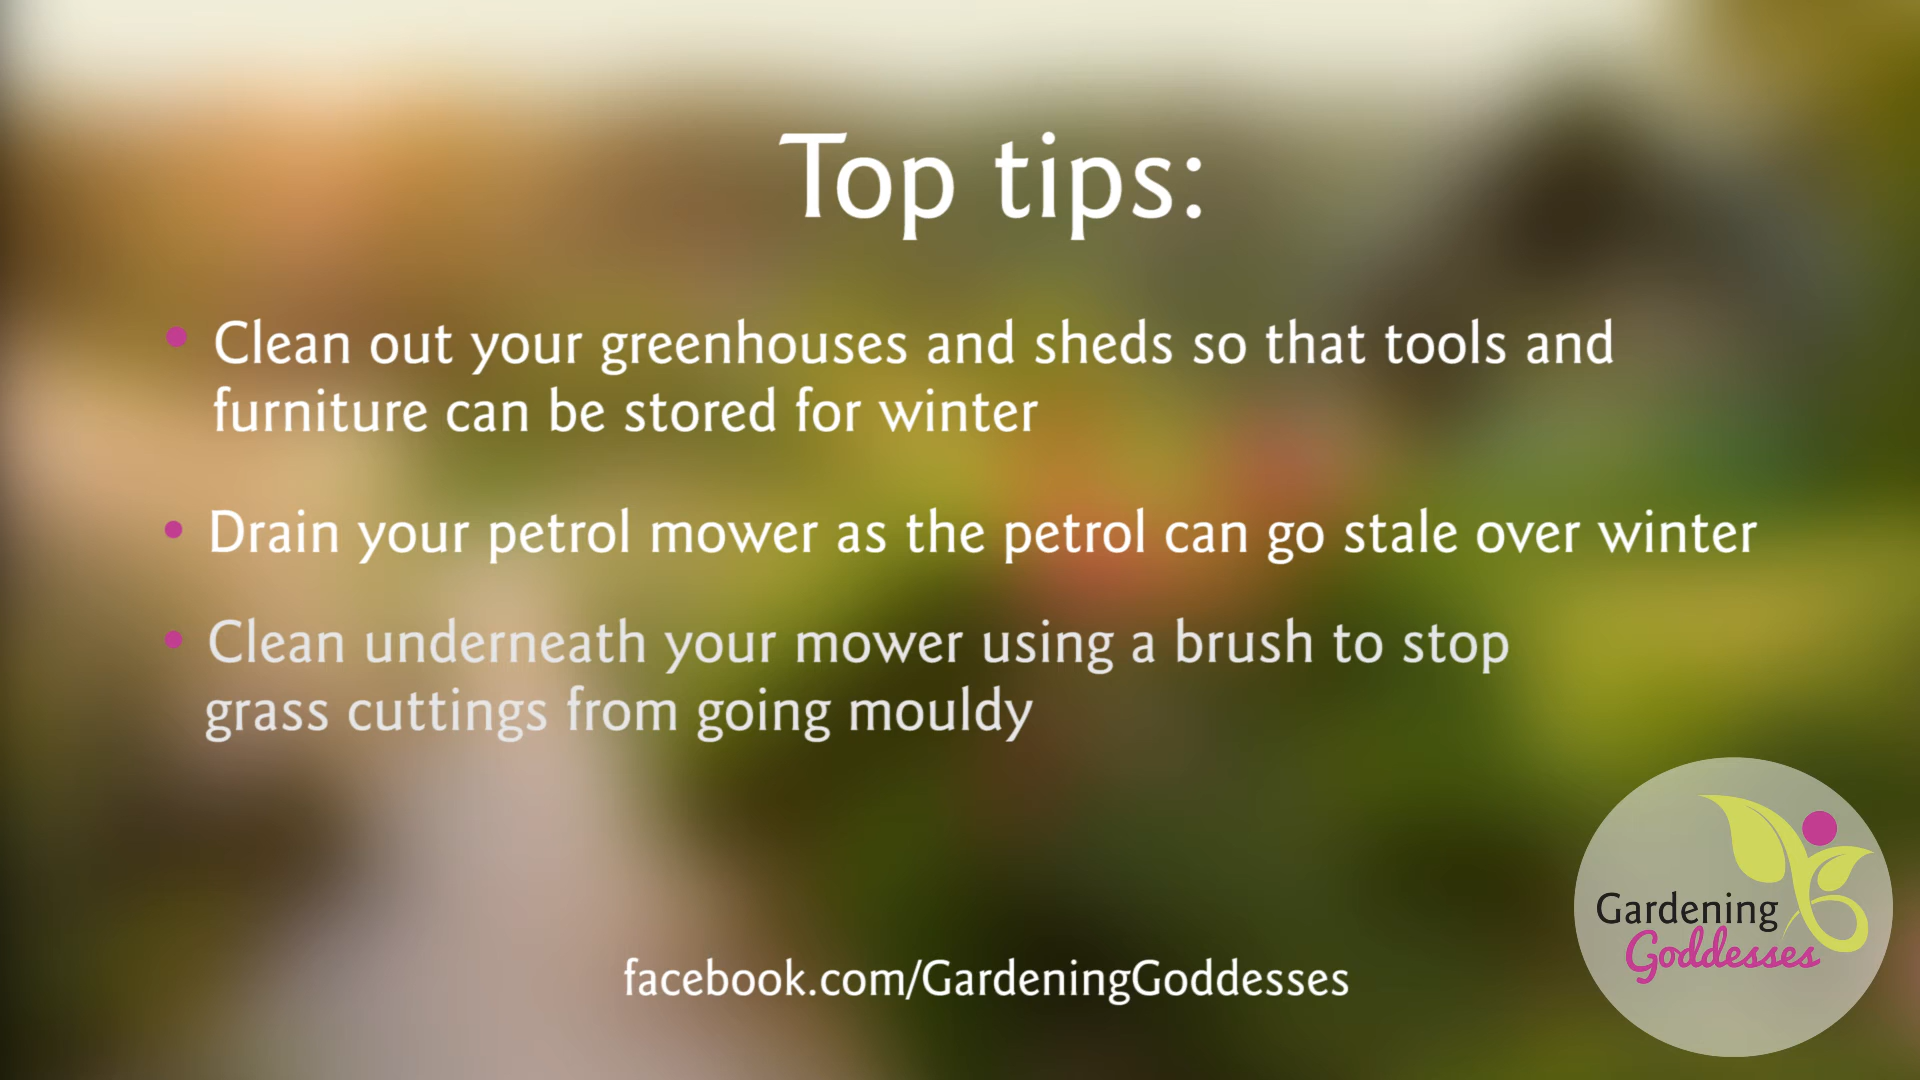 Top tips:
• Clean out your greenhouses and sheds so that tools and
furniture can be stored for winter
• Drain your petrol mower as the petrol can go stale over winter
• Clean underneath your mower using a brush to stop
grass cuttings from going mouldy
Gardening
Goddesses
facebook.com/GardeningGoddesses